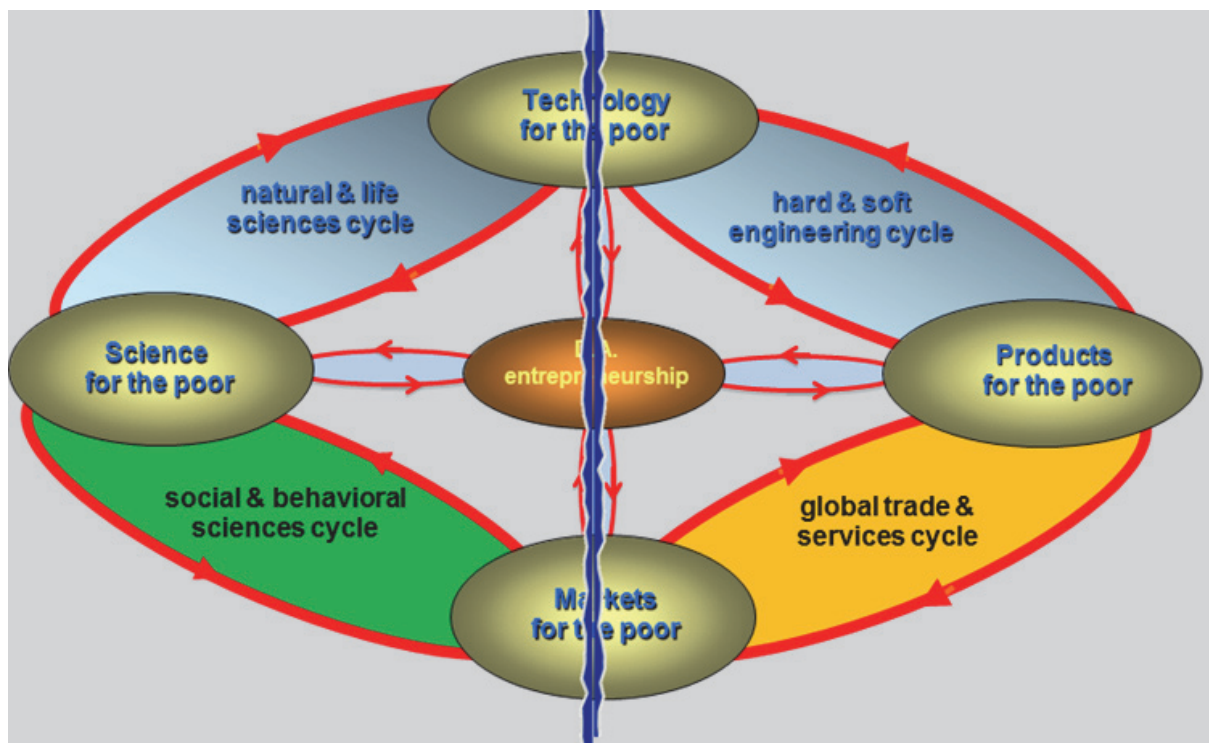 Technology
for the poor
natural & life
sciences cycle
hard & soft
engineering cycle
Science
for the poor
entrepreneurship
Products
for the poor
social & behavioral
sciences cycle
global trade &
services cycle
Markets
for the poor